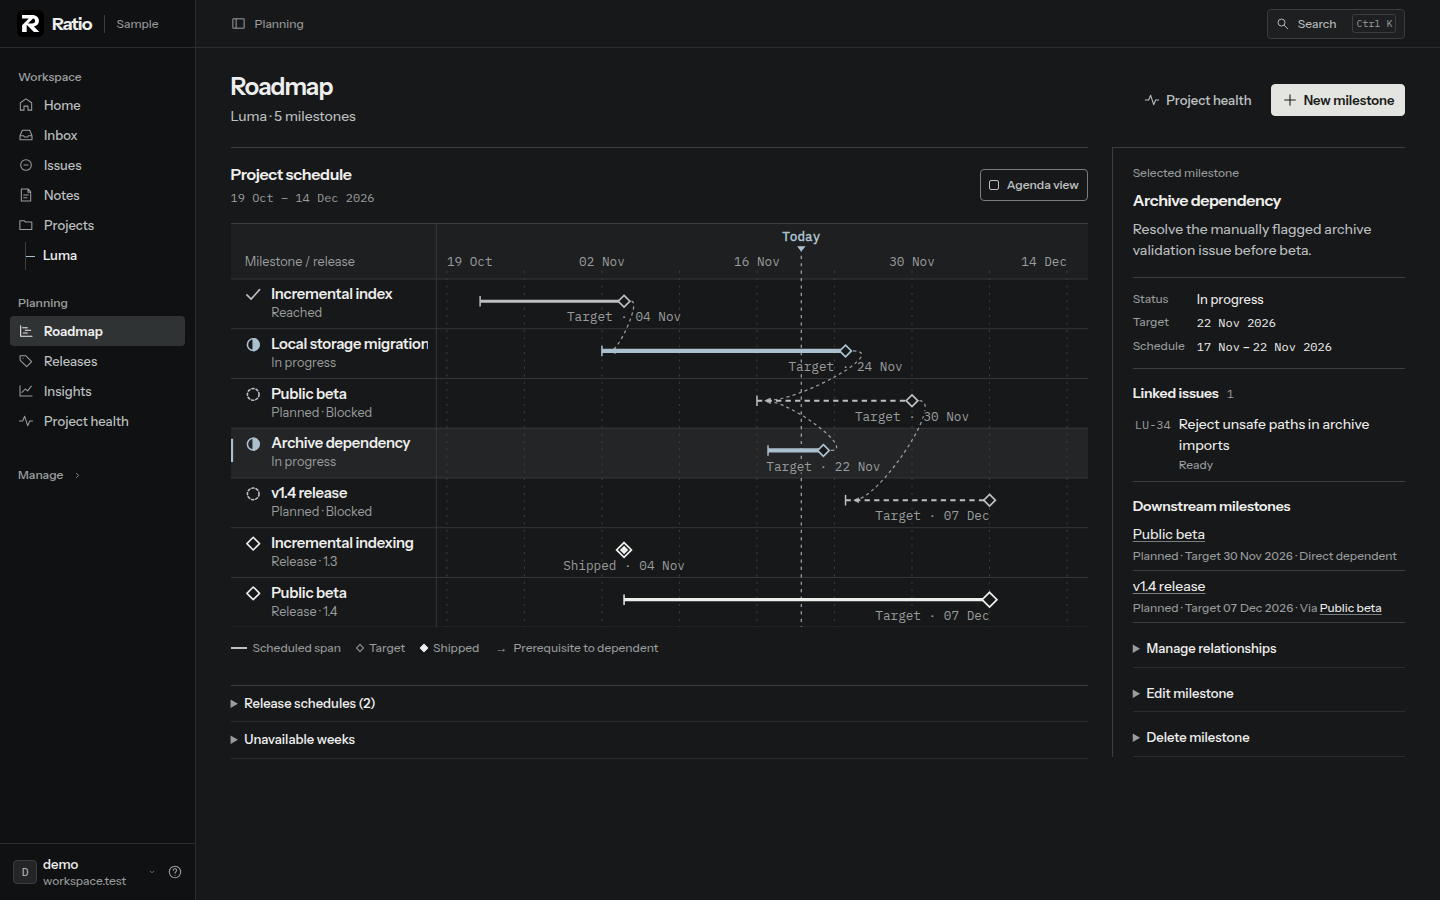 Ratio
Sample
Planning
Search
Ctrl K
Workspace
Home
Inbox
Issues
Notes
Projects
Luma
Planning
Roadmap
Releases
Insights
Project health
Manage
D
demo
workspace.test
Roadmap
Luma · 5 milestones
Project health
New milestone
Project schedule
19 Oct – 14 Dec 2026
Agenda view
Today
Milestone / release
19 Oct
02 Nov
16 Nov
30 Nov
14 Dec
Incremental index
Reached
Target · 04 Nov
Local storage migration
In progress
Target · 24 Nov
Public beta
Planned · Blocked
Target · 30 Nov
Archive dependency
In progress
Target · 22 Nov
v1.4 release
Planned · Blocked
Target · 07 Dec
Incremental indexing
Release · 1.3
Shipped · 04 Nov
Public beta
Release · 1.4
Target · 07 Dec
Scheduled span
Target
Shipped
→ Prerequisite to dependent
Release schedules (2)
Unavailable weeks
Selected milestone
Archive dependency
Resolve the manually flagged archive
validation issue before beta.
Status In progress
Target 22 Nov 2026
Schedule 17 Nov – 22 Nov 2026
Linked issues 1
LU-34 Reject unsafe paths in archive
imports
Ready
Downstream milestones
Public beta
Planned · Target 30 Nov 2026 · Direct dependent
v1.4 release
Planned · Target 07 Dec 2026 · Via Public beta
Manage relationships
Edit milestone
Delete milestone